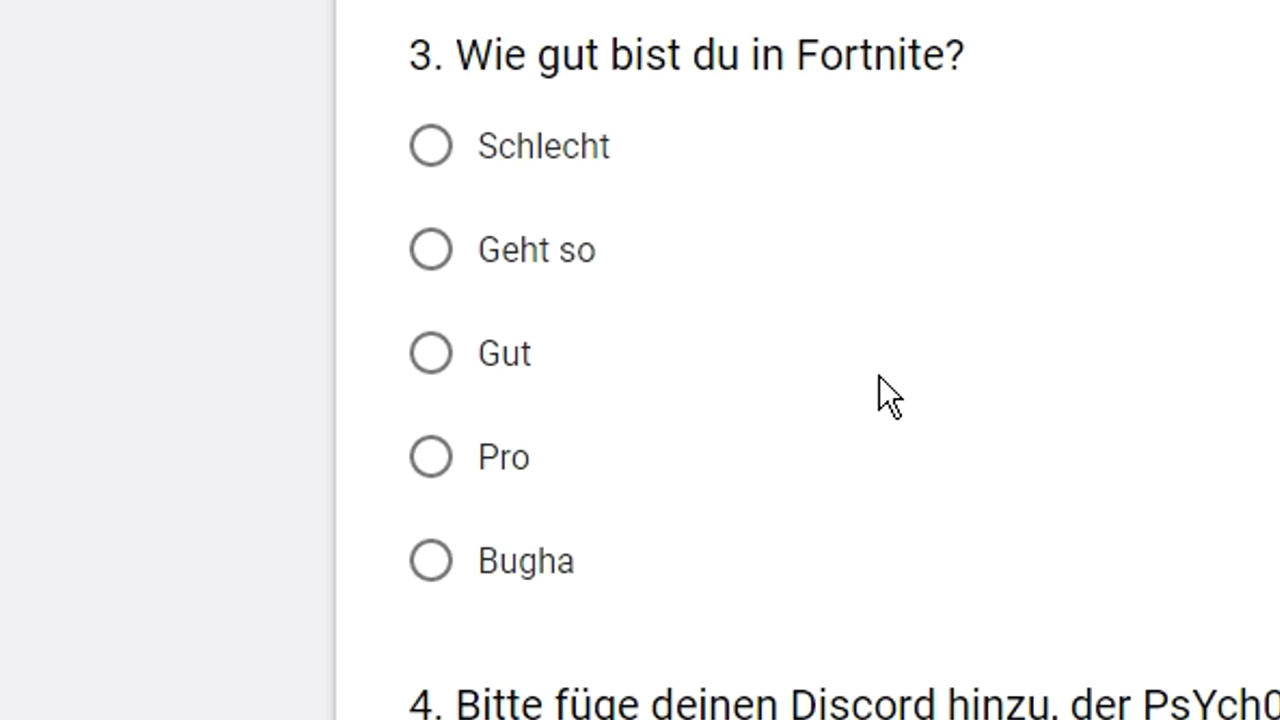 3. Wie gut bist du in Fortnite?
Schlecht
Geht so
Gut
Pro
Bugha
4. Bitte füge deinen Discord hinzu, der